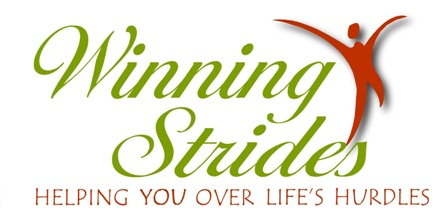 Winning
Strides
HELPING YOU OVER LIFE'S HURDLES